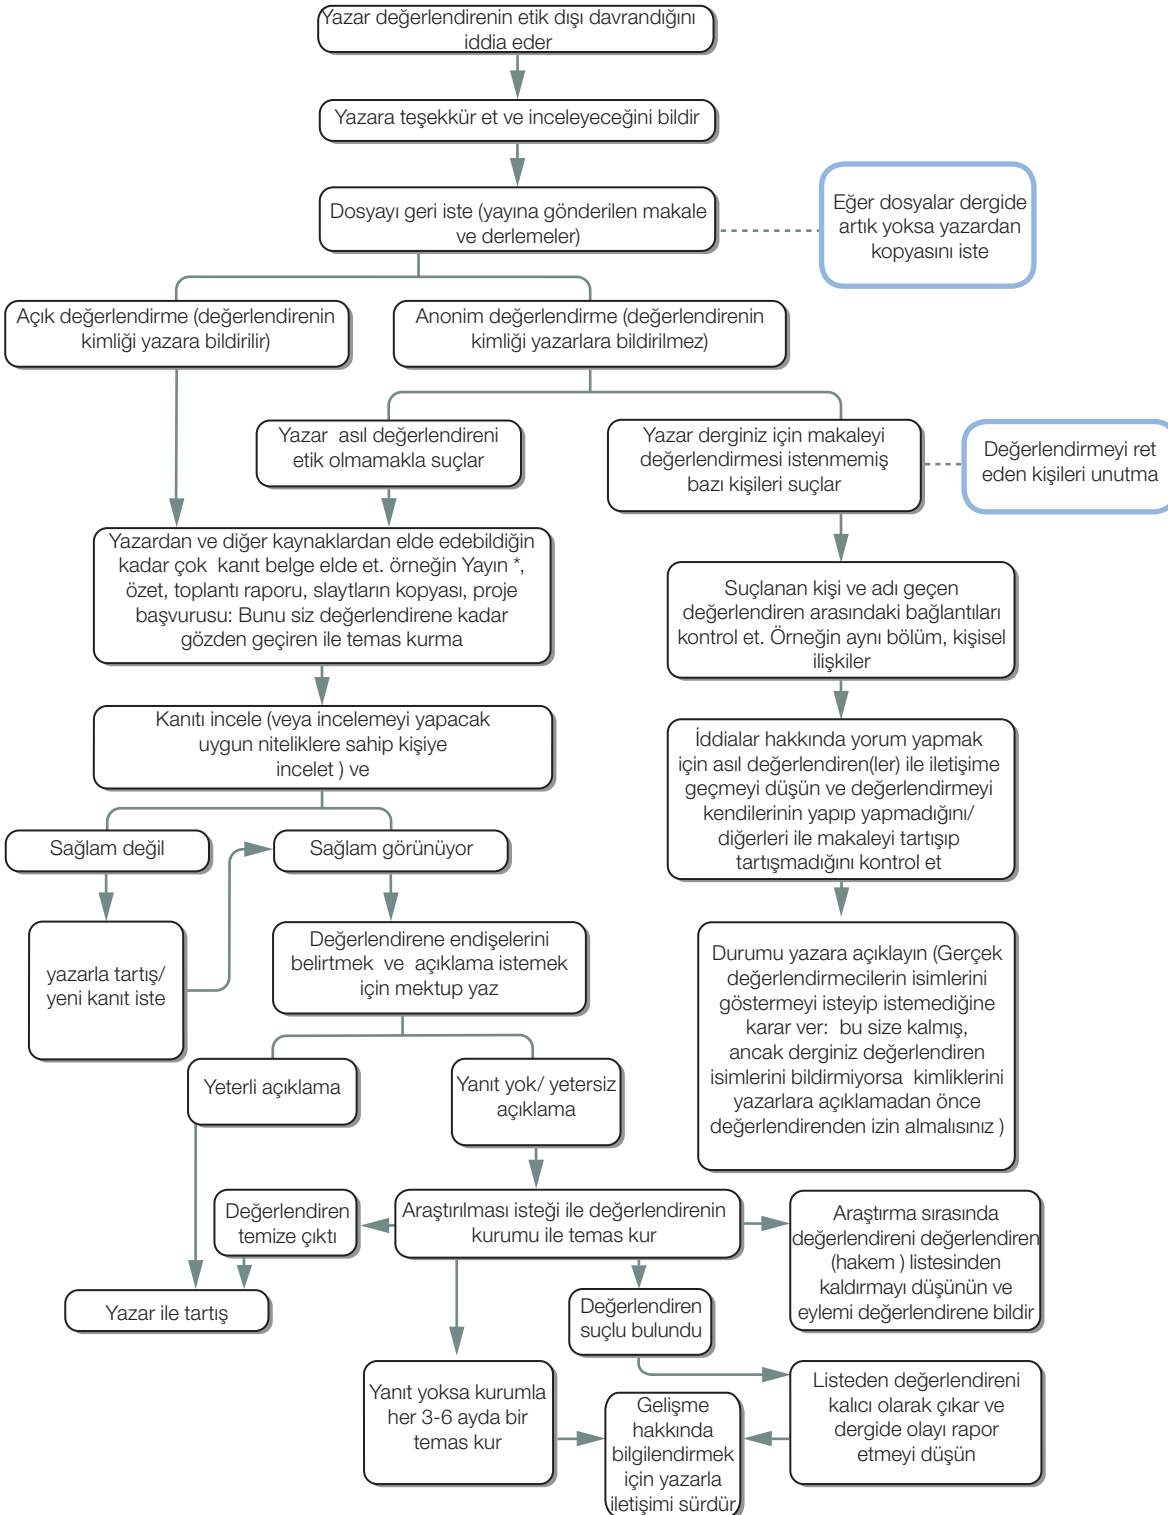 Yazar değerlendirenin etik dışı davrandığını
iddia eder
Yazara teşekkür et ve inceleyeceğini bildir
Dosyayı geri iste (yayına gönderilen makale
ve derlemeler)
Eğer dosyalar dergide
artık yoksa yazardan
kopyasını iste
Açık değerlendirme (değerlendirenin
kimliği yazara bildirilir)
Anonim değerlendirme (değerlendirenin
kimliği yazarlara bildirilmez)
Yazar asıl değerlendireni
etik olmamakla suçlar
Yazar derginiz için makaleyi
değerlendirmesi istenmemiş
bazı kişileri suçlar
Değerlendirmeyi ret
eden kişileri unutma
Yazardan ve diğer kaynaklardan elde edebildiğin
kadar çok kanıt belge elde et. örneğin Yayın *,
özet, toplantı raporu, slaytların kopyası, proje
başvurusu: Bunu siz değerlendirene kadar
gözden geçiren ile temas kurma
Suçlanan kişi ve adı geçen
değerlendiren arasındaki bağlantıları
kontrol et. Örneğin aynı bölüm, kişisel
ilişkiler
Kanıtı incele (veya incelemeyi yapacak
uygun niteliklere sahip kişiye
incelet ) ve
İddialar hakkında yorum yapmak
için asıl değerlendiren(ler) ile iletişime
geçmeyi düşün ve değerlendirmeyi
kendilerinin yapıp yapmadığını/
diğerleri ile makaleyi tartışıp
tartışmadığını kontrol et
Sağlam değil
Sağlam görünüyor
yazarla tartış/
yeni kanıt iste
Değerlendirene endişelerini
belirtmek ve açıklama istemek
için mektup yaz
Durumu yazara açıklayın (Gerçek
değerlendirmecilerin isimlerini
göstermeyi isteyip istemediğine
karar ver: bu size kalmış,
ancak derginiz değerlendiren
isimlerini bildirmiyorsa kimliklerini
yazarlara açıklamadan önce
değerlendirenden izin almalısınız )
Yeterli açıklama
Yanıt yok/ yetersiz
açıklama
Değerlendiren
temize çıktı
Araştırılması isteği ile değerlendirenin
kurumu ile temas kur
Araştırma sırasında
değerlendireni değerlendiren
(hakem ) listesinden
kaldırmayı düşünün ve
eylemi değerlendirene bildir
Yazar ile tartış
Değerlendiren
suçlu bulundu
Yanıt yoksa kurumla
her 3-6 ayda bir
temas kur
Gelişme
hakkında
bilgilendirmek
için yazarla
iletişimi sürdür
Listeden değerlendireni
kalıcı olarak çıkar ve
dergide olayı rapor
etmeyi düşün